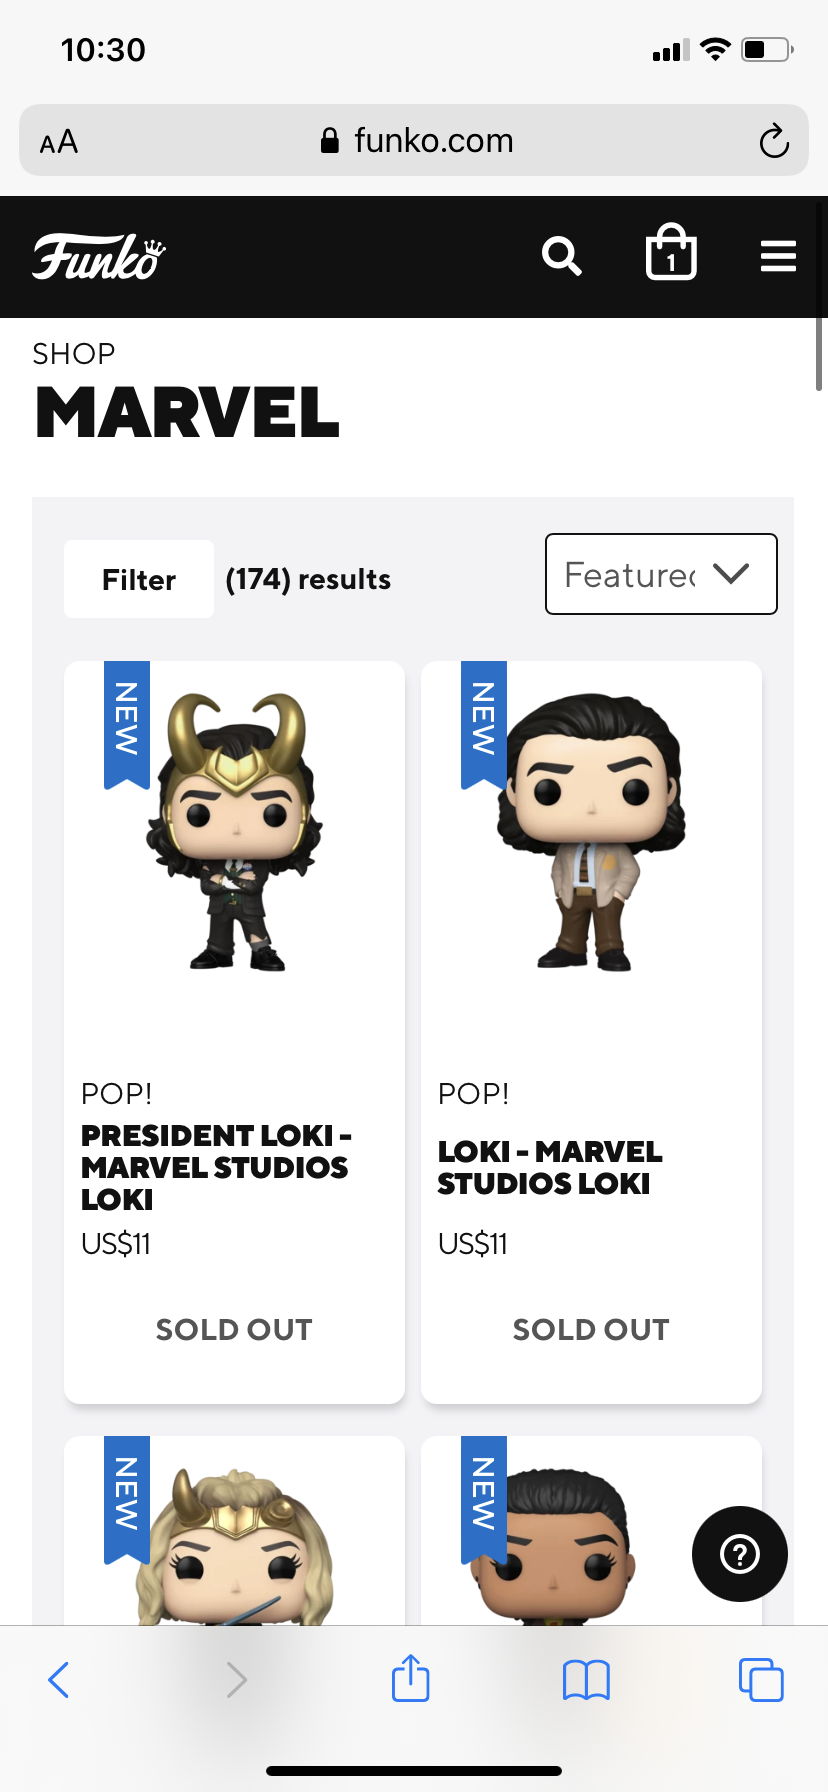 10:30
AA
funko.com
Funko
1
SHOP
MARVEL
Filter
(174) results
Featured
NEW
NEW
POP!
PRESIDENT LOKI -
MARVEL STUDIOS
LOKI
US$11
SOLD OUT
POP!
LOKI - MARVEL
STUDIOS LOKI
US$11
SOLD OUT
NEW
NEW
?